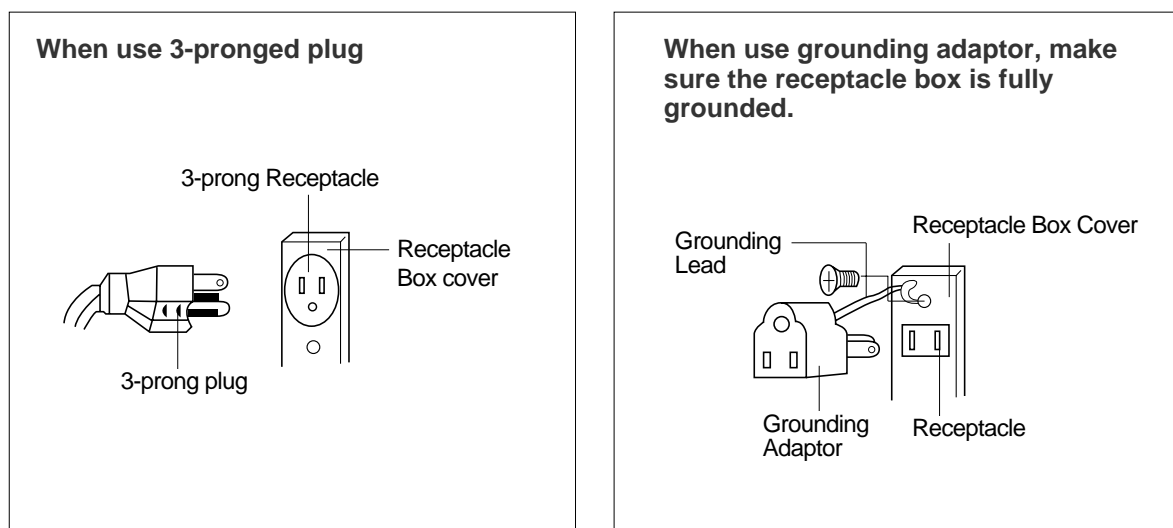 When use 3-pronged plug
3-prong Receptacle
Receptacle
Box cover
3-prong plug
When use grounding adaptor, make
sure the receptacle box is fully
grounded.
Receptacle Box Cover
Grounding
Lead
Grounding
Adaptor
Receptacle